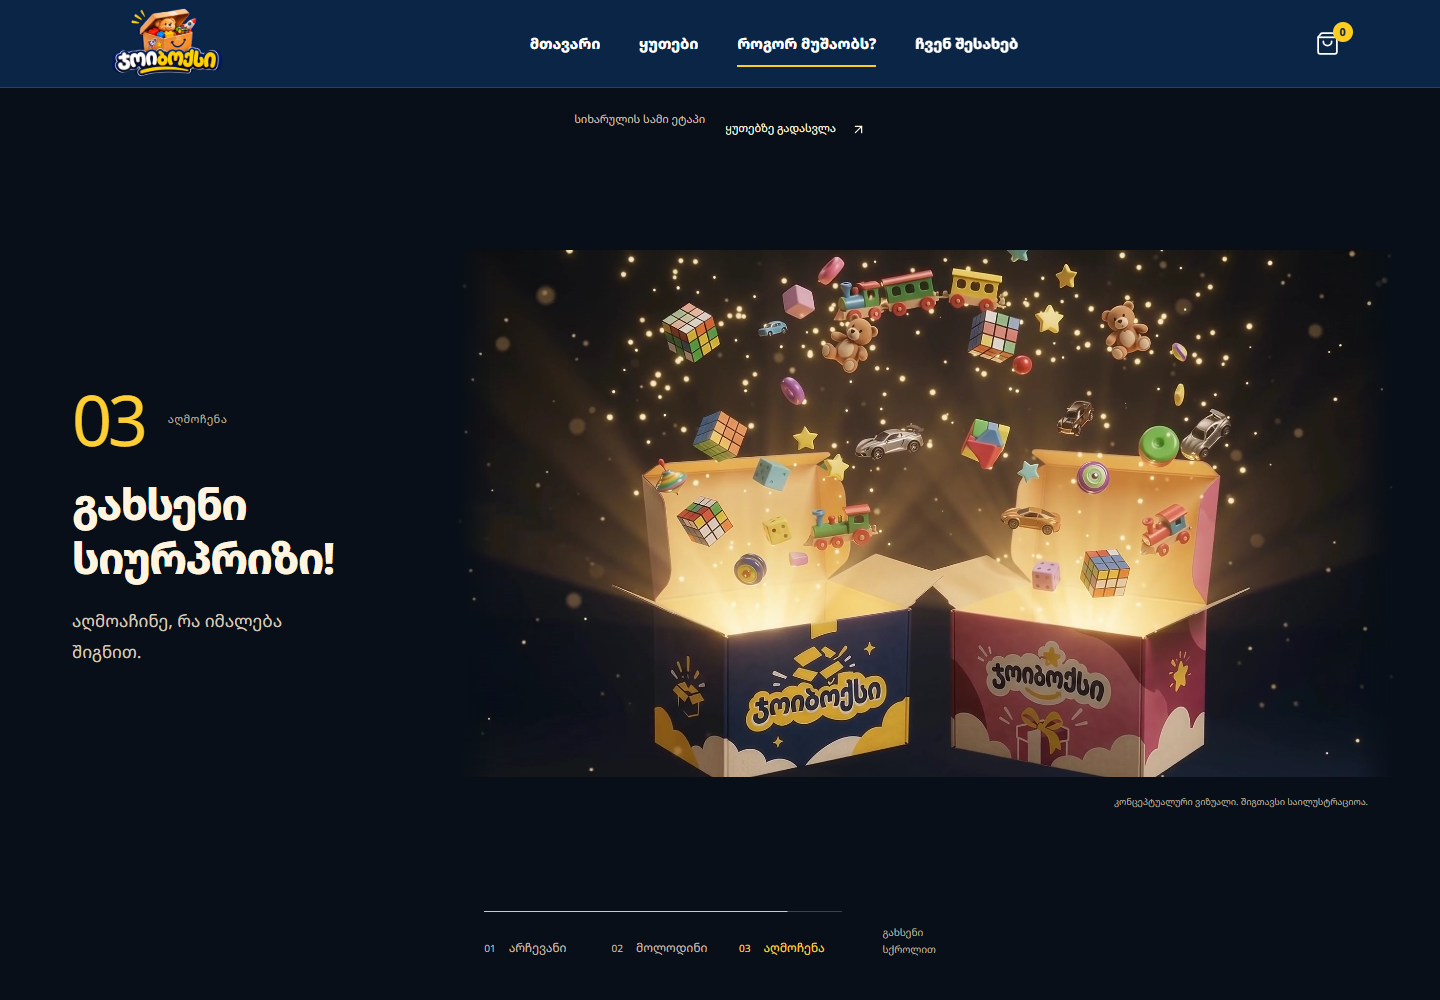 ჯოიბოქსი
მთავარი
ყუთები
როგორ მუშაობს?
ჩვენ შესახებ
0
სიხარულის სამი ეტაპი
ყუთებზე გადასვლა
03
აღმოჩენა
გახსენი
სიურპრიზი!
აღმოაჩინე, რა იმალება
შიგნით.
ჯოიბოქსი
ჯოიბოქსი
კონცეპტუალური ვიზუალი. შიგთავსი საილუსტრაციოა.
01 არჩევანი
02 მოლოდინი
03 აღმოჩენა
გახსენი
სქროლით